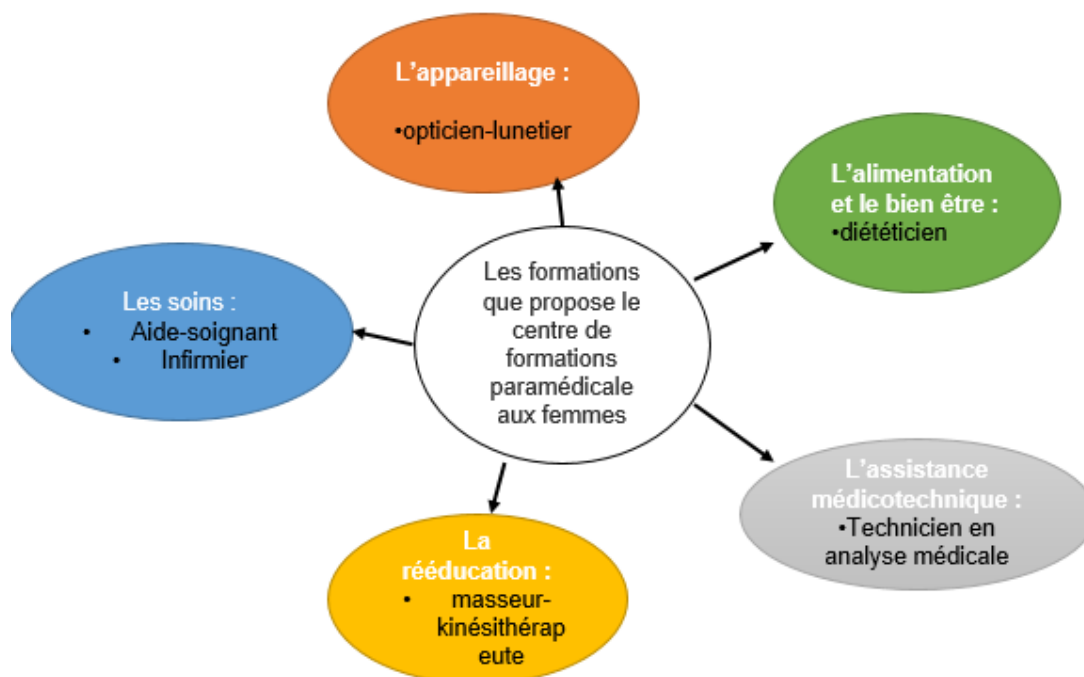 L'appareillage :
•opticien-lunetier
L'alimentation
et le bien être :
•diététicien
Les formations
que propose le
centre de
formations
paramédicale
aux femmes
Les soins :
• Aide-soignant
• Infirmier
L'assistance
médicotechnique :
•Technicien en
analyse médicale
La
rééducation :
• masseur-
kinésithérap
eute